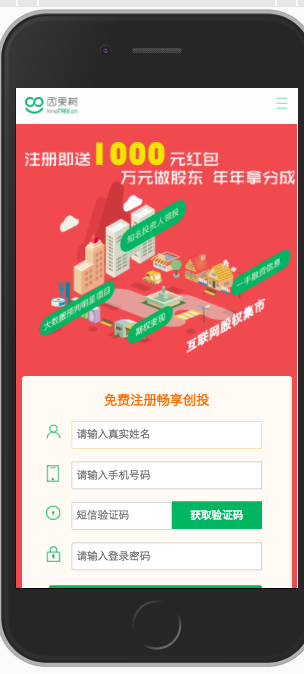 因果树
InnoTREE.cn
注册即送1000元红包
万元做股东 年年拿分成
知名投资人领投
一手融资信息
大数据预判明星项目
期权变现
互联网股权集市
免费注册畅享创投
请输入真实姓名
请输入手机号码
短信验证码 获取验证码
请输入登录密码